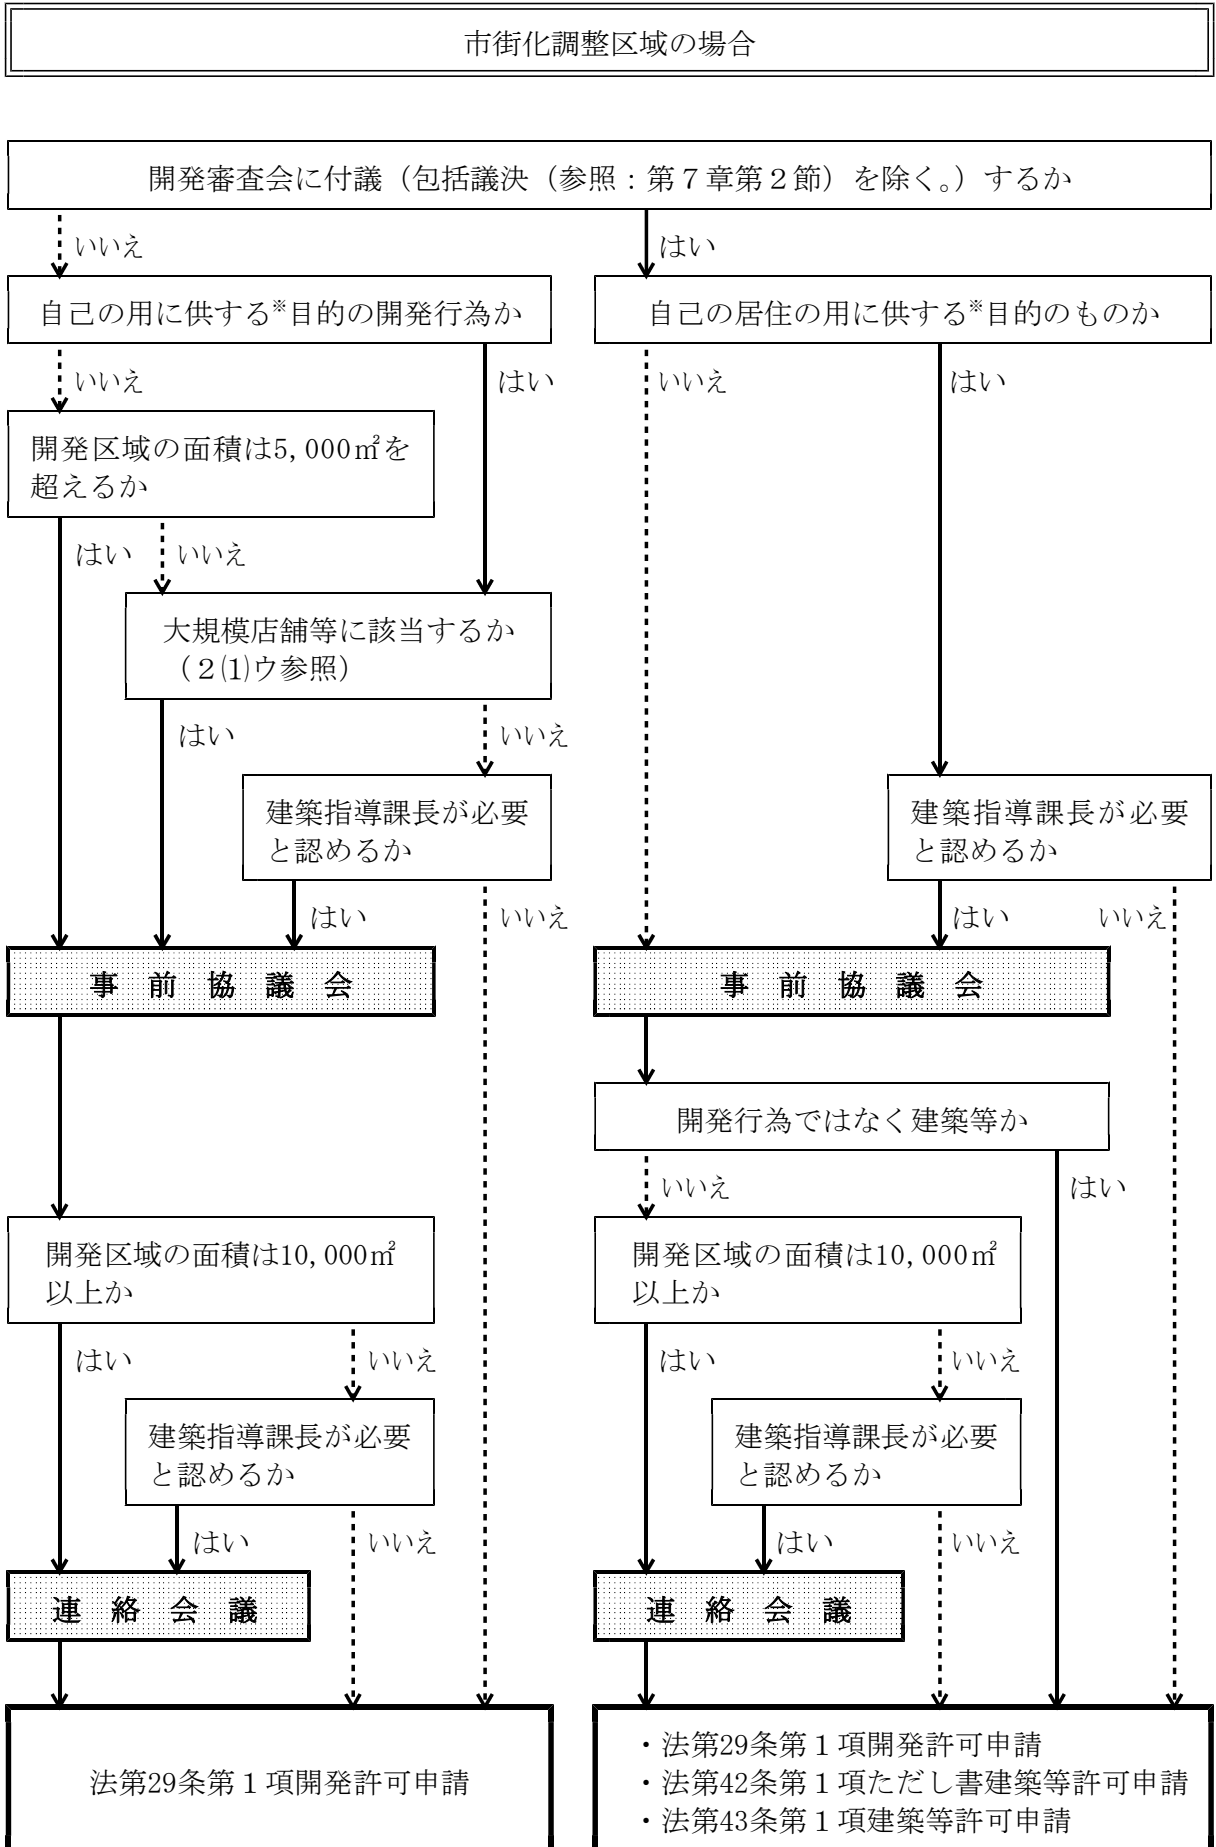 市街化調整区域の場合
開発審査会に付議（包括議決（参照：第７章第２節）を除く。）するか
いいえ
はい
自己の用に供する※目的の開発行為か
自己の居住の用に供する※目的のものか
いいえ
はい
いいえ
はい
開発区域の面積は5,000㎡を
超えるか
はい
いいえ
大規模店舗等に該当するか
（２⑴ウ参照）
はい
いいえ
建築指導課長が必要
と認めるか
建築指導課長が必要
と認めるか
はい
いいえ
はい
いいえ
事前協議会
事前協議会
開発行為ではなく建築等か
いいえ
はい
開発区域の面積は10,000㎡
以上か
開発区域の面積は10,000㎡
以上か
はい
いいえ
はい
いいえ
建築指導課長が必要
と認めるか
建築指導課長が必要
と認めるか
はい
いいえ
はい
いいえ
連絡会議
連絡会議
法第29条第１項開発許可申請
・法第29条第１項開発許可申請
・法第42条第１項ただし書建築等許可申請
・法第43条第１項建築等許可申請